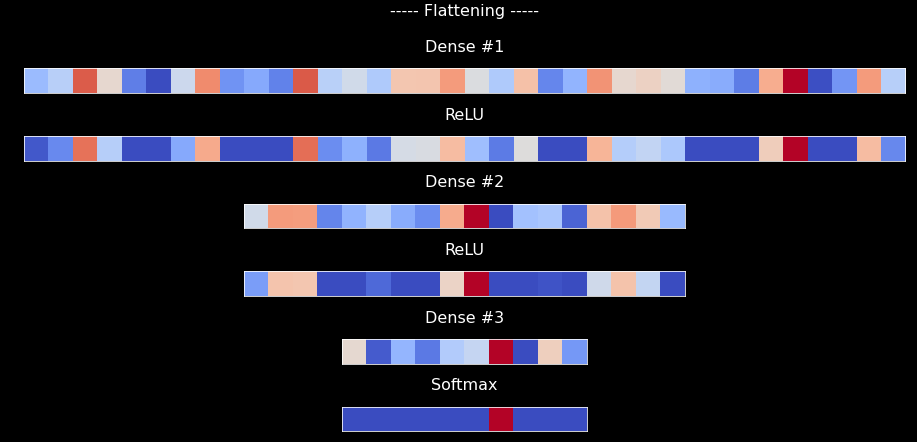 ----- Flattening -----
Dense #1
ReLU
Dense #2
ReLU
Dense #3
Softmax